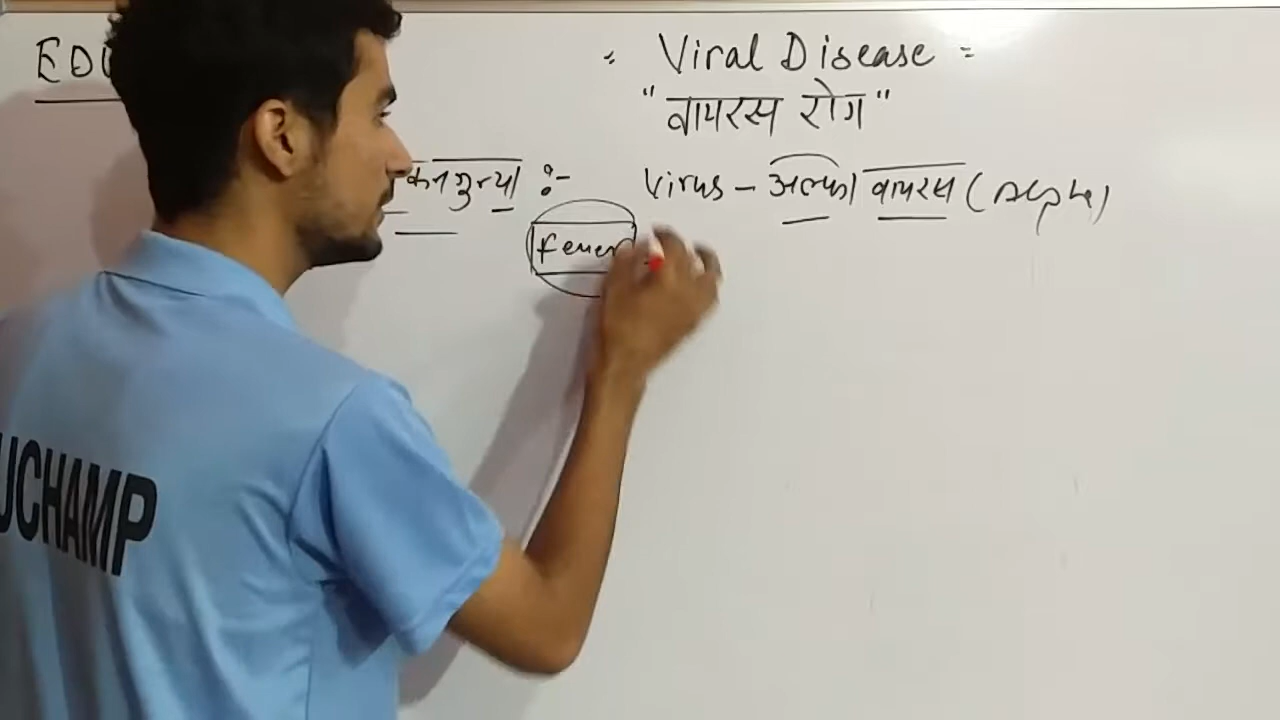 EDU
Viral Disease =
"वायरस रोग"
कनगुन्या :- Virus - अल्फा वायरस (Alpha)
fever
UCHAMP